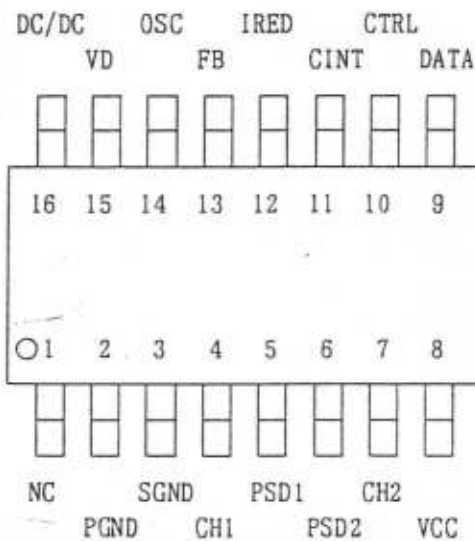 DC/DC OSC IRED CTRL
VD FB CINT DATA
16 15 14 13 12 11 10 9
1 2 3 4 5 6 7 8
NC SGND PSD1 CH2
PGND CH1 PSD2 VCC